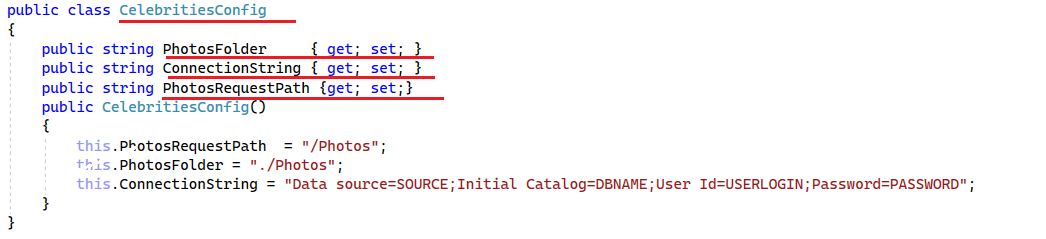 public class CelebritiesConfig
{
    public string PhotosFolder     { get; set; }
    public string ConnectionString { get; set; }
    public string PhotosRequestPath {get; set;}
    public CelebritiesConfig()
    {
        this.PhotosRequestPath  = "/Photos";
        this.PhotosFolder = "./Photos";
        this.ConnectionString = "Data source=SOURCE;Initial Catalog=DBNAME;User Id=USERLOGIN;Password=PASSWORD";
    }
}